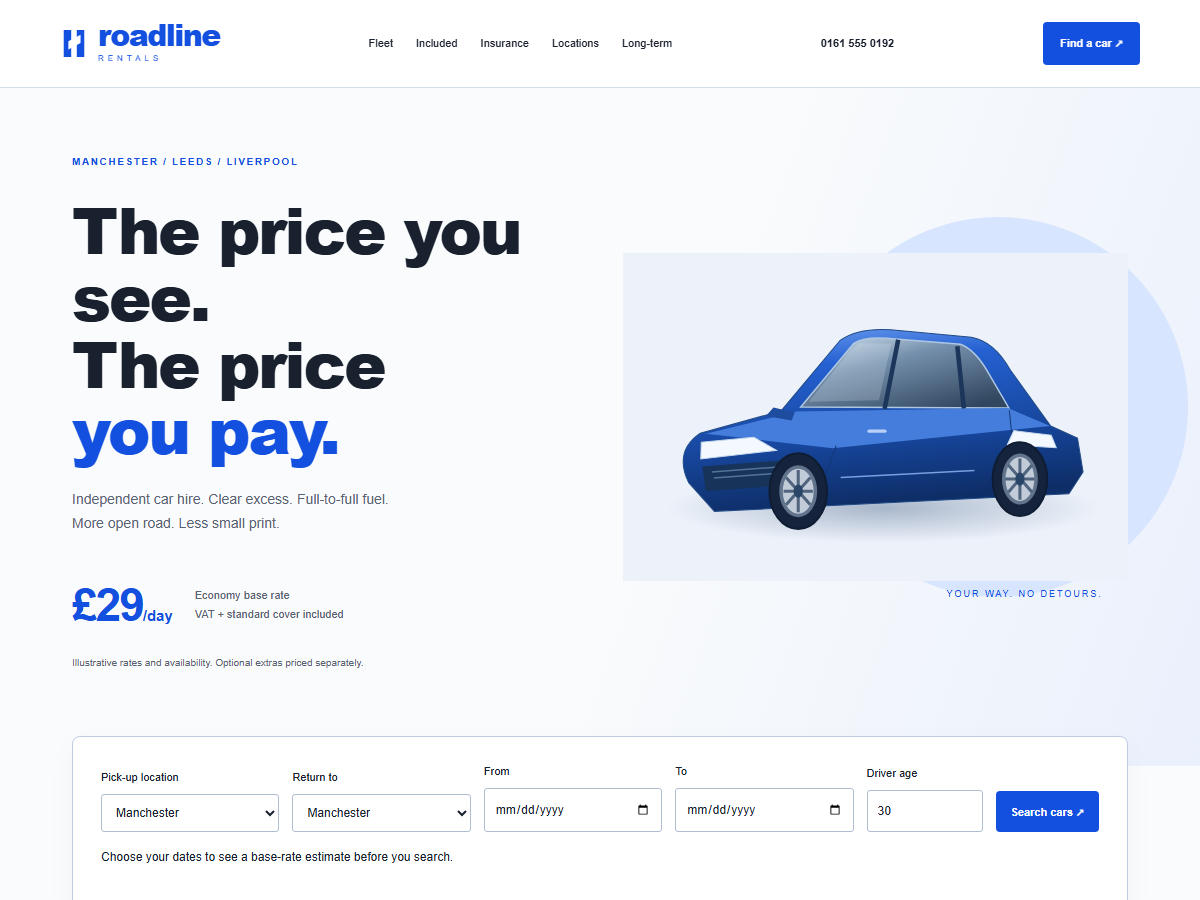 roadline
RENTALS
Fleet Included Insurance Locations Long-term
0161 555 0192
Find a car ↗
MANCHESTER / LEEDS / LIVERPOOL
The price you
see.
The price
you pay.
Independent car hire. Clear excess. Full-to-full fuel.
More open road. Less small print.
£29/day
Economy base rate
VAT + standard cover included
Illustrative rates and availability. Optional extras priced separately.
YOUR WAY. NO DETOURS.
Pick-up location
Manchester
Return to
Manchester
From
mm/dd/yyyy
To
mm/dd/yyyy
Driver age
30
Search cars ↗
Choose your dates to see a base-rate estimate before you search.